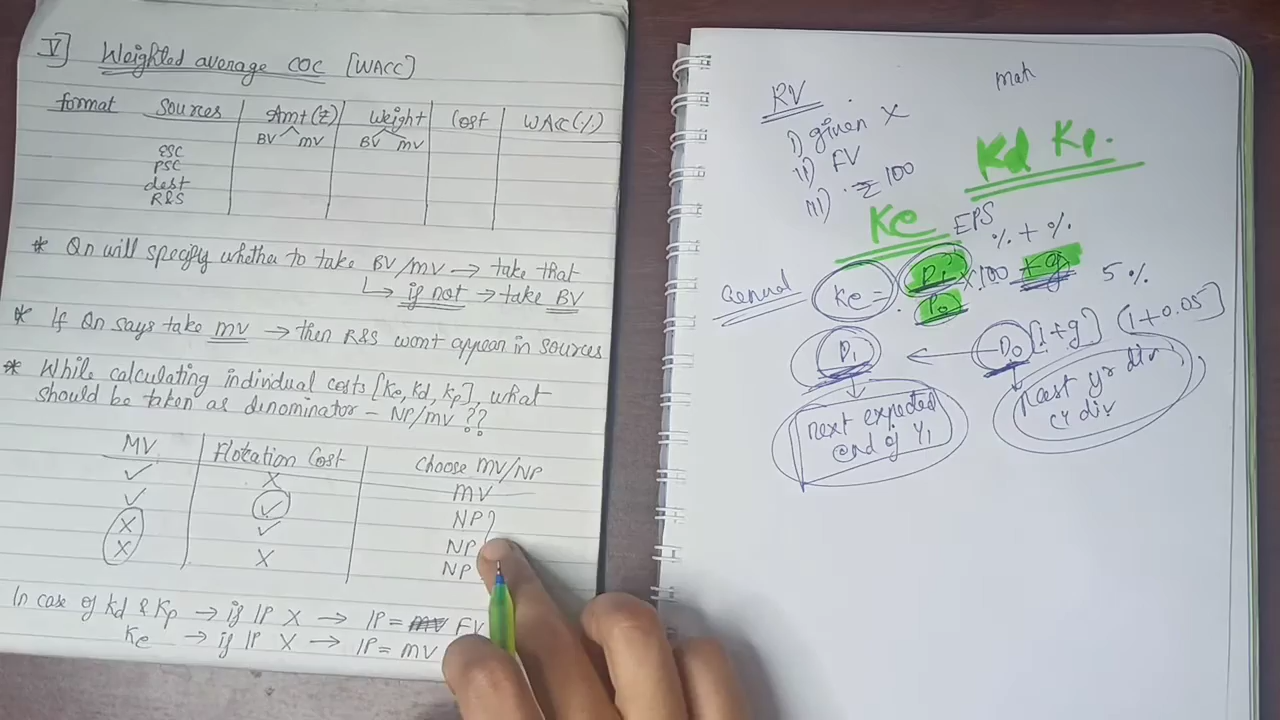 V] Weighted average COC [WACC]
format Sources Amt(₹) Weight Cost WACC(%)
BV MV BV MV
ESC
PSC
debt
R&S
* Qn will specify whether to take BV/MV → take that
↳ if not → take BV
* If Qn says take MV → then R&S wont appear in sources
* While calculating individual costs [Ke, Kd, Kp], what
should be taken as denominator - NP/MV ??
MV Flotation Cost Choose MV/NP
✓ X MV
✓ ✓ NP
X ✓ NP
X X NP
In case of Kd & Kp → if IP X → IP = FV
Ke → if IP X → IP = MV
RV
i) given X
ii) FV
iii) ₹ 100
Kd Kp.
Ke
EPS
% + %
General Ke = D1/P0 × 100 + g 5%
D1 ← D0 [1+g] (1+0.05]
next expected
end of Y1
Past yr div
cy div